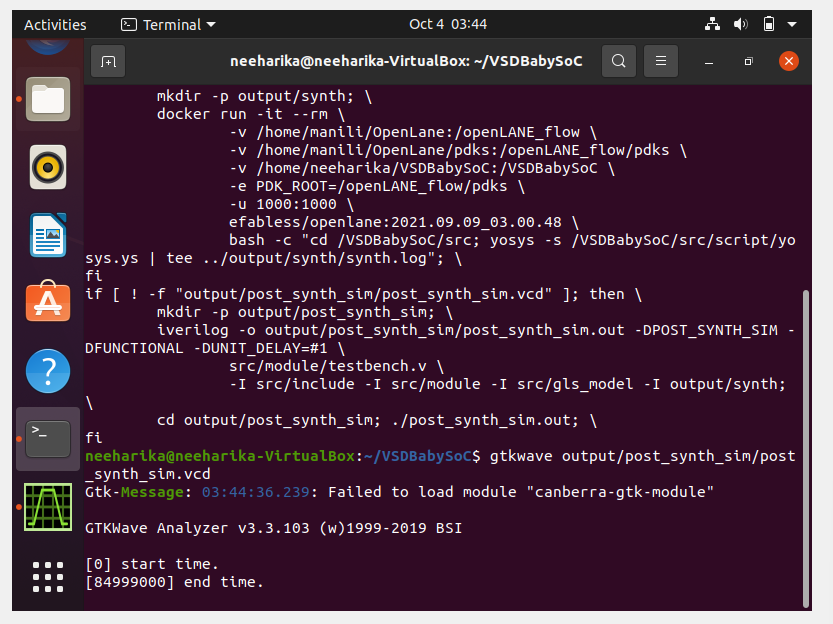 Activities
Terminal
Oct 4 03:44
neeharika@neeharika-VirtualBox: ~/VSDBabySoC
mkdir -p output/synth; \
docker run -it --rm \
-v /home/manili/OpenLane:/openLANE_flow \
-v /home/manili/OpenLane/pdks:/openLANE_flow/pdks \
-v /home/neeharika/VSDBabySoC:/VSDBabySoC \
-e PDK_ROOT=/openLANE_flow/pdks \
-u 1000:1000 \
efabless/openlane:2021.09.09_03.00.48 \
bash -c "cd /VSDBabySoC/src; yosys -s /VSDBabySoC/src/script/yo
sys.ys | tee ../output/synth/synth.log"; \
fi
if [ ! -f "output/post_synth_sim/post_synth_sim.vcd" ]; then \
mkdir -p output/post_synth_sim; \
iverilog -o output/post_synth_sim/post_synth_sim.out -DPOST_SYNTH_SIM -
DFUNCTIONAL -DUNIT_DELAY=#1 \
src/module/testbench.v \
-I src/include -I src/module -I src/gls_model -I output/synth;
\
cd output/post_synth_sim; ./post_synth_sim.out; \
fi
neeharika@neeharika-VirtualBox:~/VSDBabySoC$ gtkwave output/post_synth_sim/post
_synth_sim.vcd
Gtk-Message: 03:44:36.239: Failed to load module "canberra-gtk-module"
GTKWave Analyzer v3.3.103 (w)1999-2019 BSI
[0] start time.
[84999000] end time.